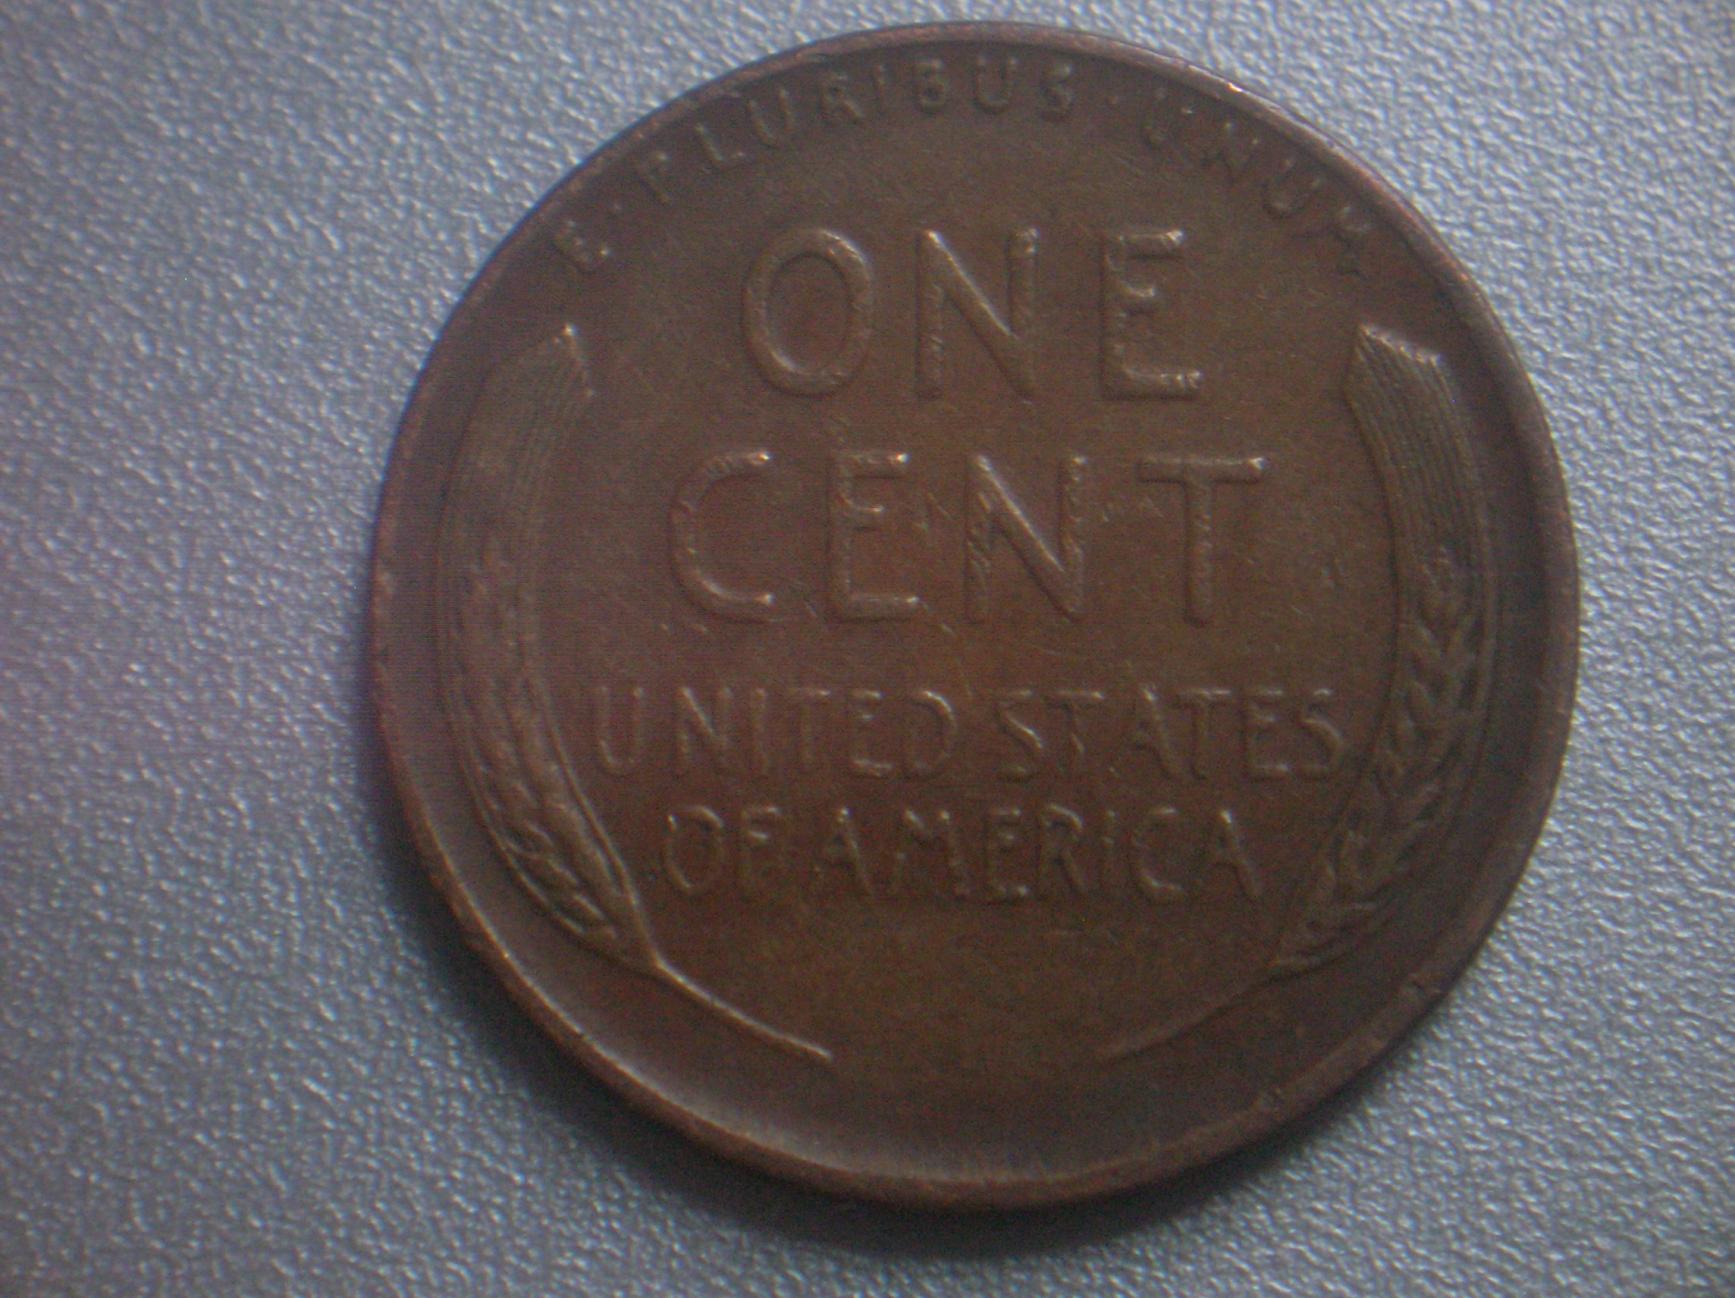 E·PLURIBUS·UNUM
ONE
CENT
UNITED STATES
OF AMERICA